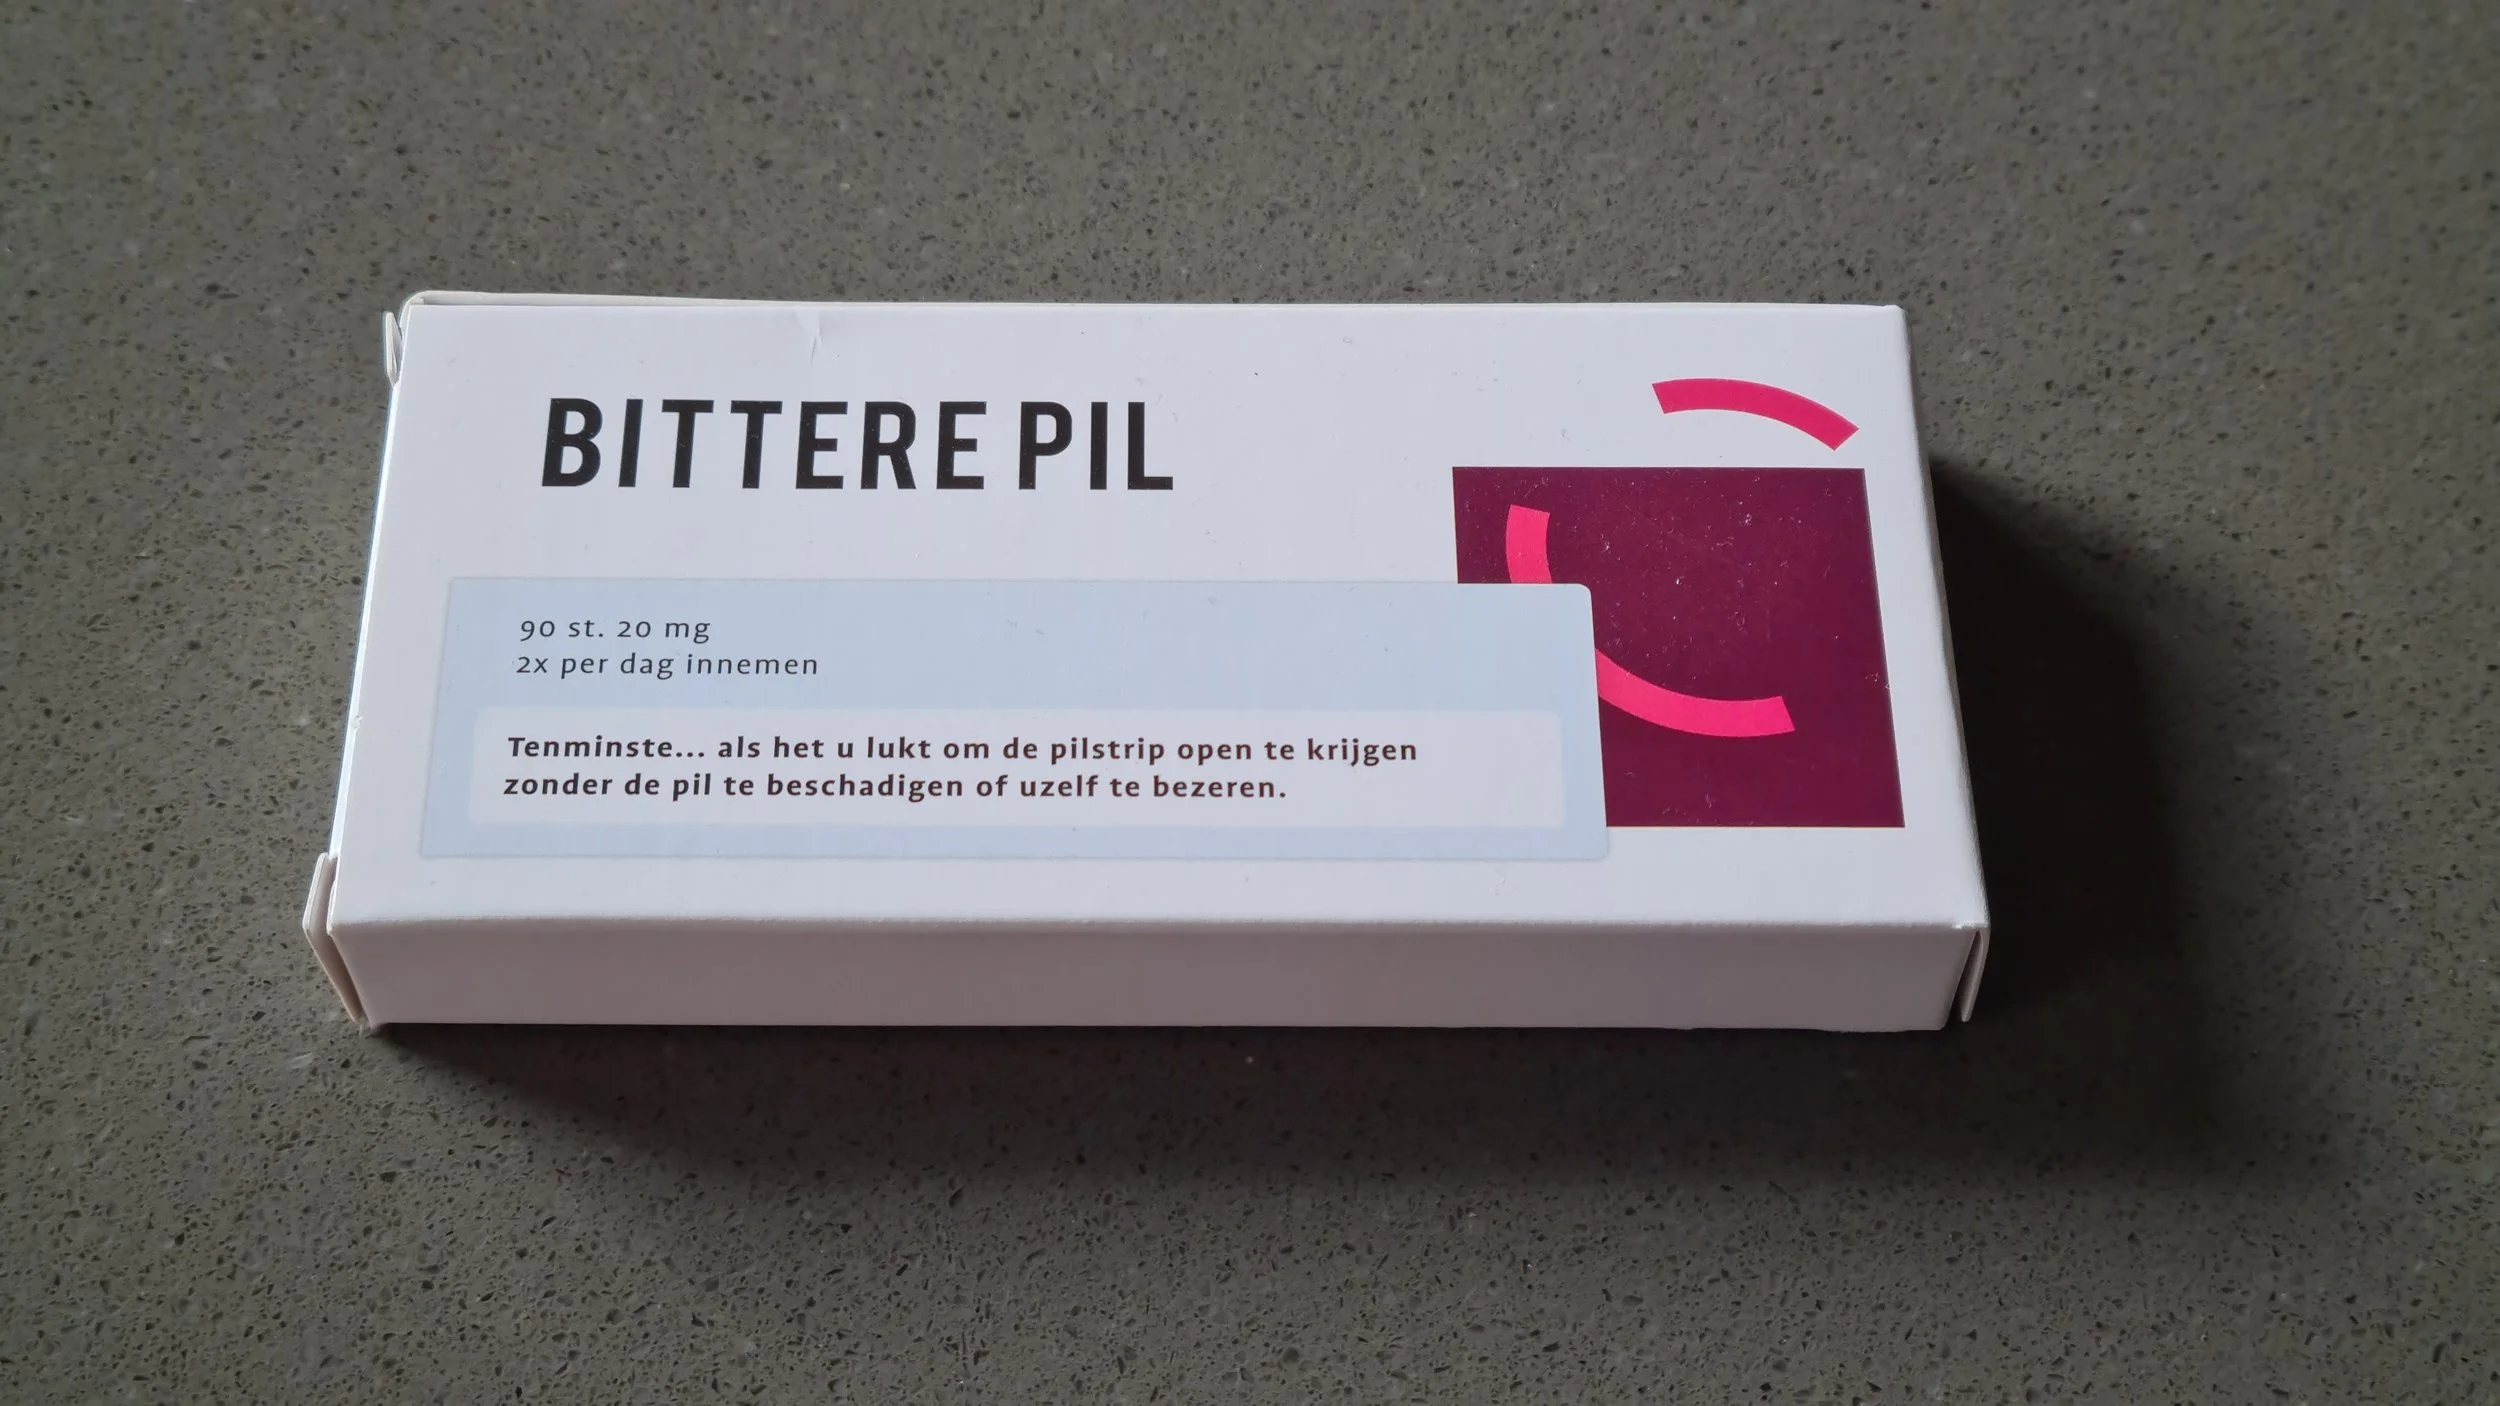 BITTERE PIL
90 st. 20 mg
2x per dag innemen
Tenminste... als het u lukt om de pilstrip open te krijgen
zonder de pil te beschadigen of uzelf te bezeren.